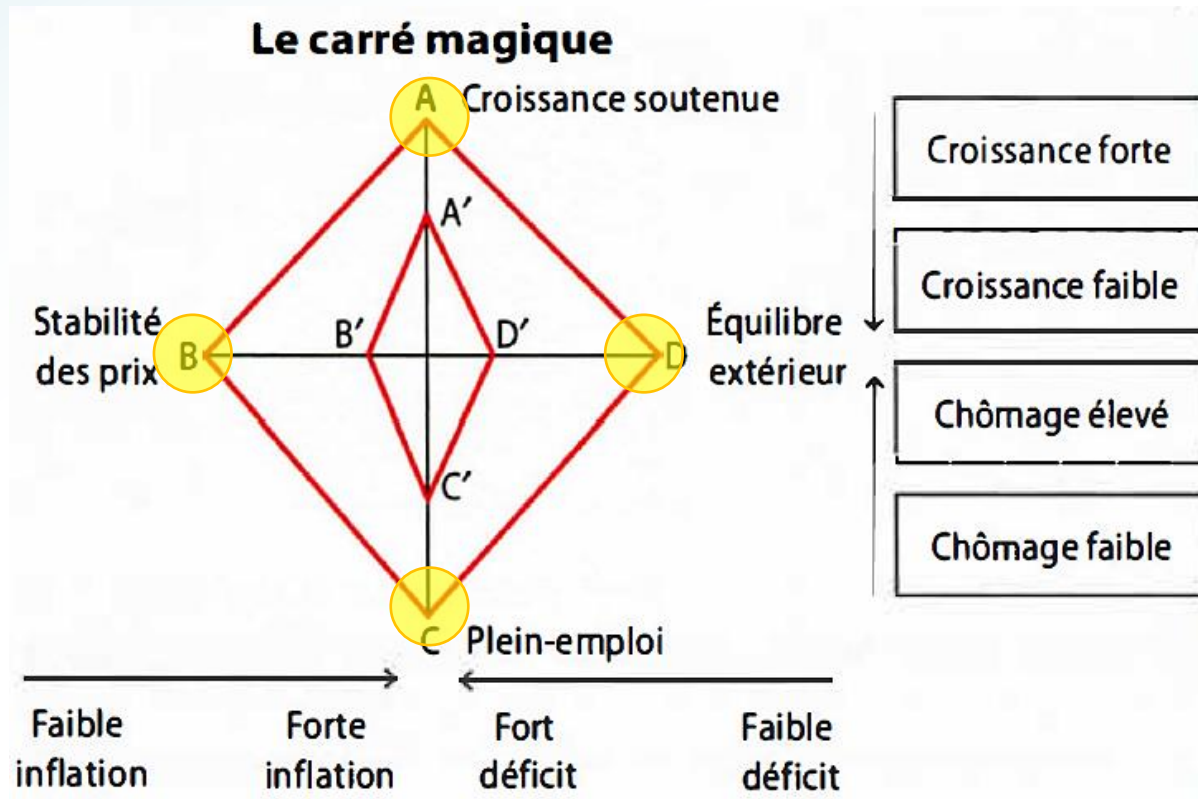 Le carré magique
A Croissance soutenue
Croissance forte
A′
Croissance faible
Stabilité
des prix
B
B′
D′
D
Équilibre
extérieur
Chômage élevé
C′
Chômage faible
C Plein-emploi
Faible
inflation
Forte
inflation
Fort
déficit
Faible
déficit